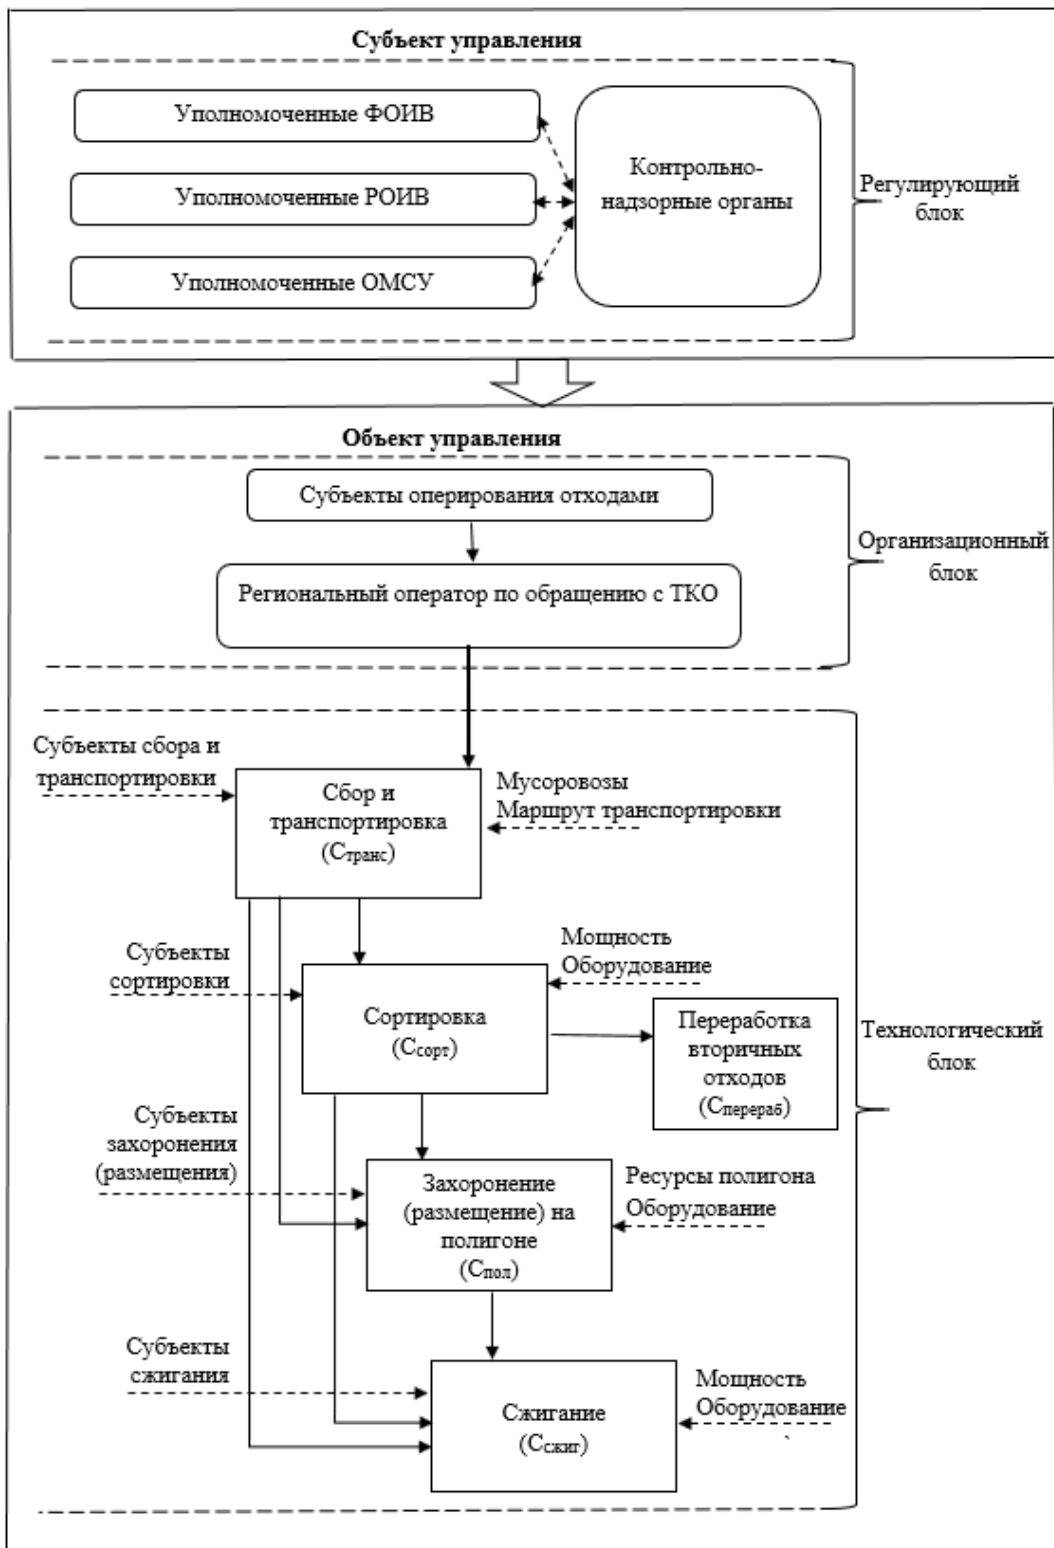 Субъект управления
Уполномоченные ФОИВ
Уполномоченные РОИВ
Уполномоченные ОМСУ
Контрольно-
надзорные органы
Регулирующий
блок
Объект управления
Субъекты оперирования отходами
Региональный оператор по обращению с ТКО
Организационный
блок
Субъекты сбора и
транспортировки
Сбор и
транспортировка
(Странс)
Мусоровозы
Маршрут транспортировки
Субъекты
сортировки
Сортировка
(Ссорт)
Мощность
Оборудование
Переработка
вторичных
отходов
(Сперераб)
Технологический
блок
Субъекты
захоронения
(размещения)
Захоронение
(размещение) на
полигоне
(Спол)
Ресурсы полигона
Оборудование
Субъекты
сжигания
Сжигание
(Ссжиг)
Мощность
Оборудование